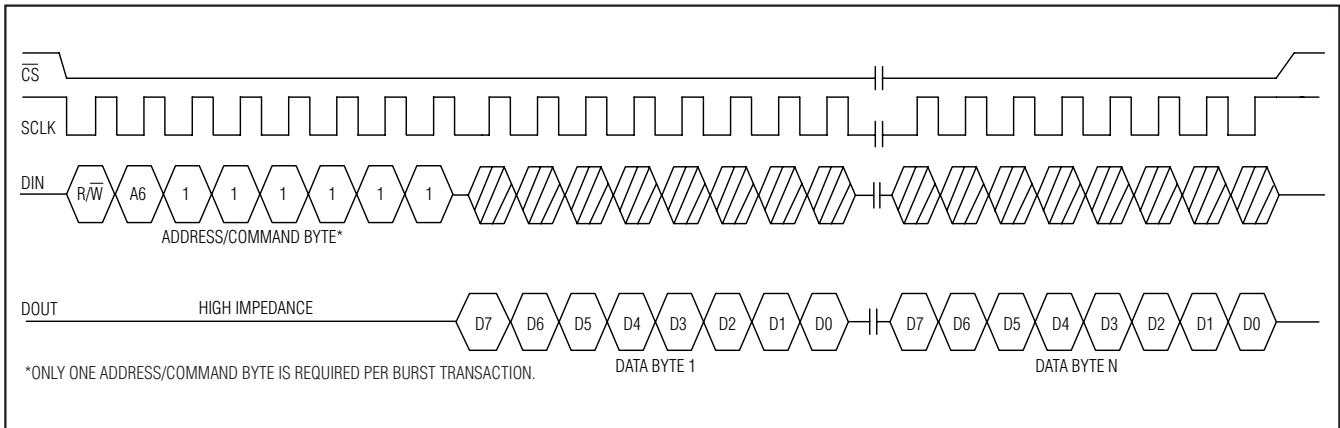 C̅S̅
SCLK
DIN
R/W̅ A6 1 1 1 1 1 1
ADDRESS/COMMAND BYTE*
DOUT
HIGH IMPEDANCE
D7 D6 D5 D4 D3 D2 D1 D0 D7 D6 D5 D4 D3 D2 D1 D0
DATA BYTE 1
DATA BYTE N
*ONLY ONE ADDRESS/COMMAND BYTE IS REQUIRED PER BURST TRANSACTION.